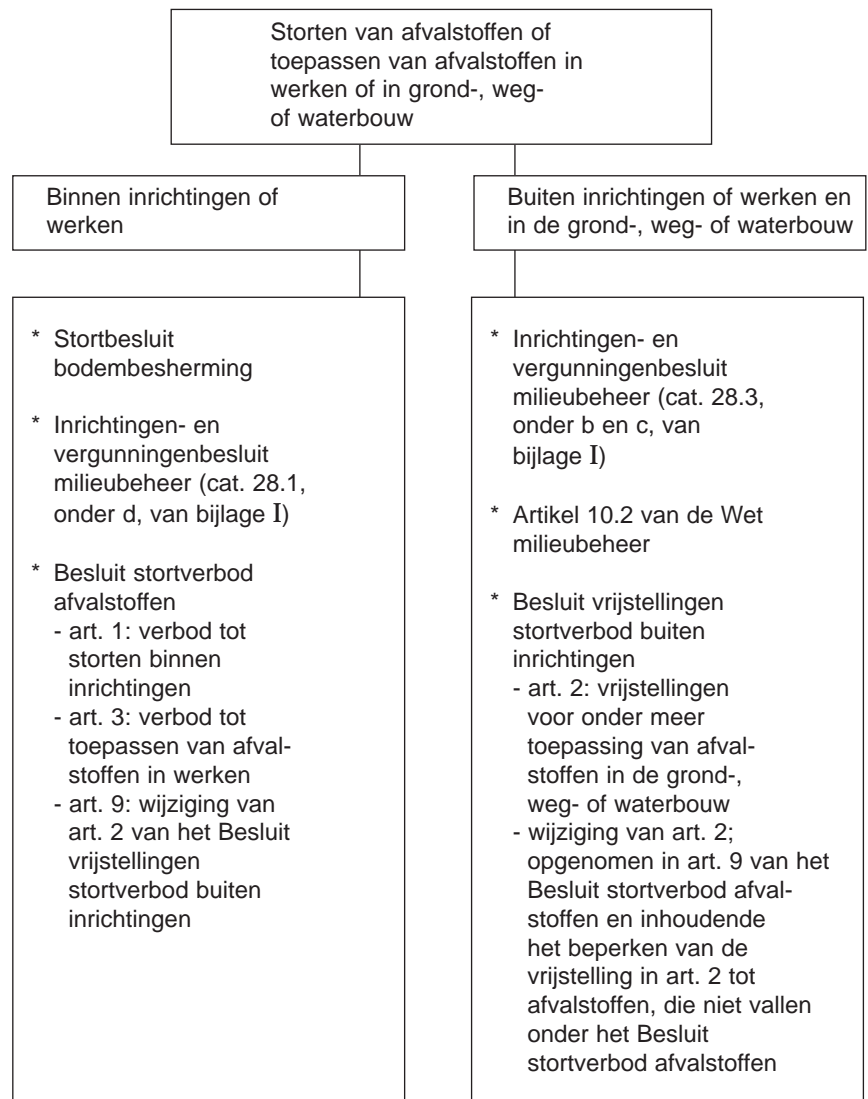 Storten van afvalstoffen of
toepassen van afvalstoffen in
werken of in grond-, weg-
of waterbouw
Binnen inrichtingen of
werken
Buiten inrichtingen of werken en
in de grond-, weg- of waterbouw
* Stortbesluit
bodembesherming
* Inrichtingen- en
vergunningenbesluit
milieubeheer (cat. 28.1,
onder d, van bijlage I)
* Besluit stortverbod
afvalstoffen
- art. 1: verbod tot
storten binnen
inrichtingen
- art. 3: verbod tot
toepassen van afval-
stoffen in werken
- art. 9: wijziging van
art. 2 van het Besluit
vrijstellingen
stortverbod buiten
inrichtingen
* Inrichtingen- en
vergunningenbesluit
milieubeheer (cat. 28.3,
onder b en c, van
bijlage I)
* Artikel 10.2 van de Wet
milieubeheer
* Besluit vrijstellingen
stortverbod buiten
inrichtingen
- art. 2: vrijstellingen
voor onder meer
toepassing van afval-
stoffen in de grond-,
weg- of waterbouw
- wijziging van art. 2;
opgenomen in art. 9 van het
Besluit stortverbod afval-
stoffen en inhoudende
het beperken van de
vrijstelling in art. 2 tot
afvalstoffen, die niet vallen
onder het Besluit
stortverbod afvalstoffen